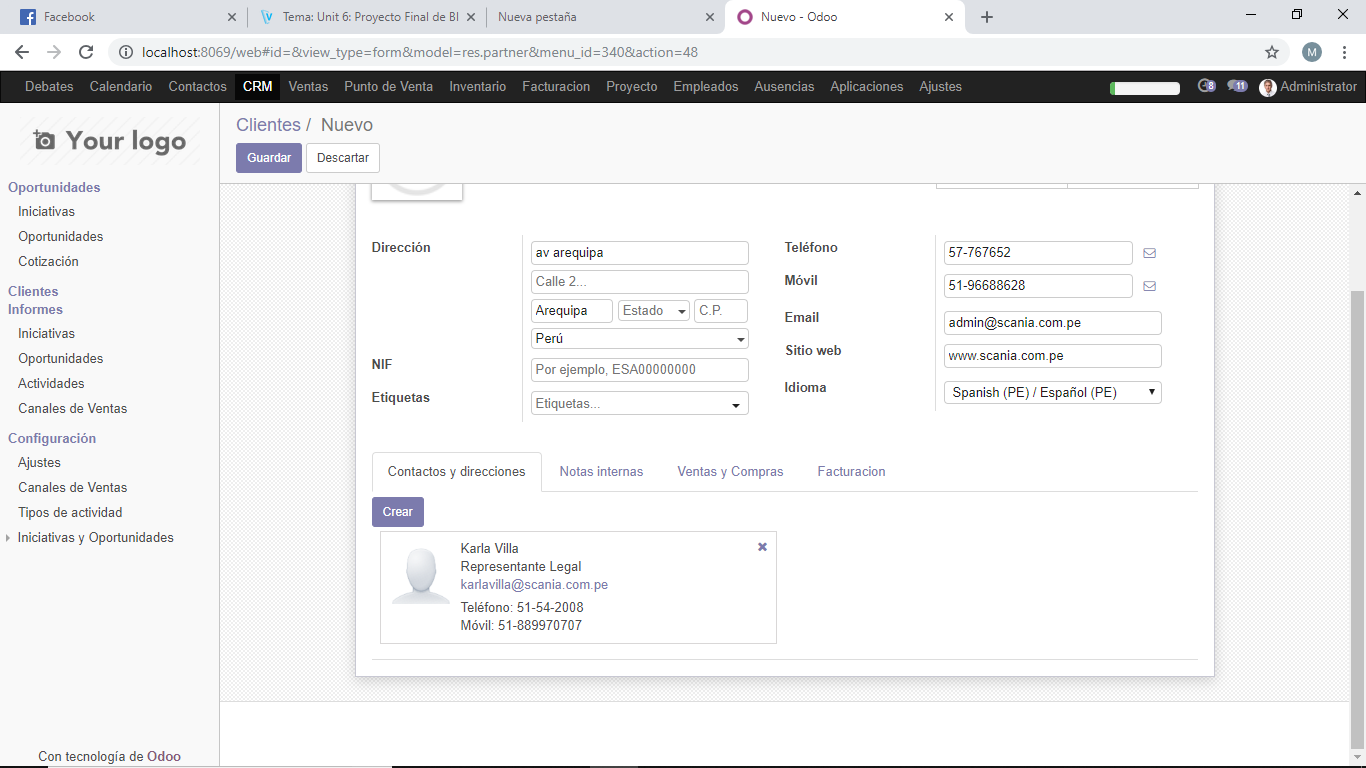 Facebook
Tema: Unit 6: Proyecto Final de Bl
Nueva pestaña
Nuevo - Odoo
localhost:8069/web#id=&view_type=form&model=res.partner&menu_id=340&action=48
M
Debates Calendario Contactos CRM Ventas Punto de Venta Inventario Facturacion Proyecto Empleados Ausencias Aplicaciones Ajustes
8 11 Administrator
Your logo
Clientes / Nuevo
Guardar Descartar
Oportunidades
Iniciativas
Oportunidades
Cotización
Clientes
Informes
Iniciativas
Oportunidades
Actividades
Canales de Ventas
Configuración
Ajustes
Canales de Ventas
Tipos de actividad
Iniciativas y Oportunidades
Con tecnología de Odoo
Dirección av arequipa
Calle 2...
Arequipa Estado C.P.
Perú
NIF Por ejemplo, ESA00000000
Etiquetas Etiquetas...
Teléfono 57-767652
Móvil 51-96688628
Email admin@scania.com.pe
Sitio web www.scania.com.pe
Idioma Spanish (PE) / Español (PE)
Contactos y direcciones Notas internas Ventas y Compras Facturacion
Crear
Karla Villa
Representante Legal
karlavilla@scania.com.pe
Teléfono: 51-54-2008
Móvil: 51-889970707